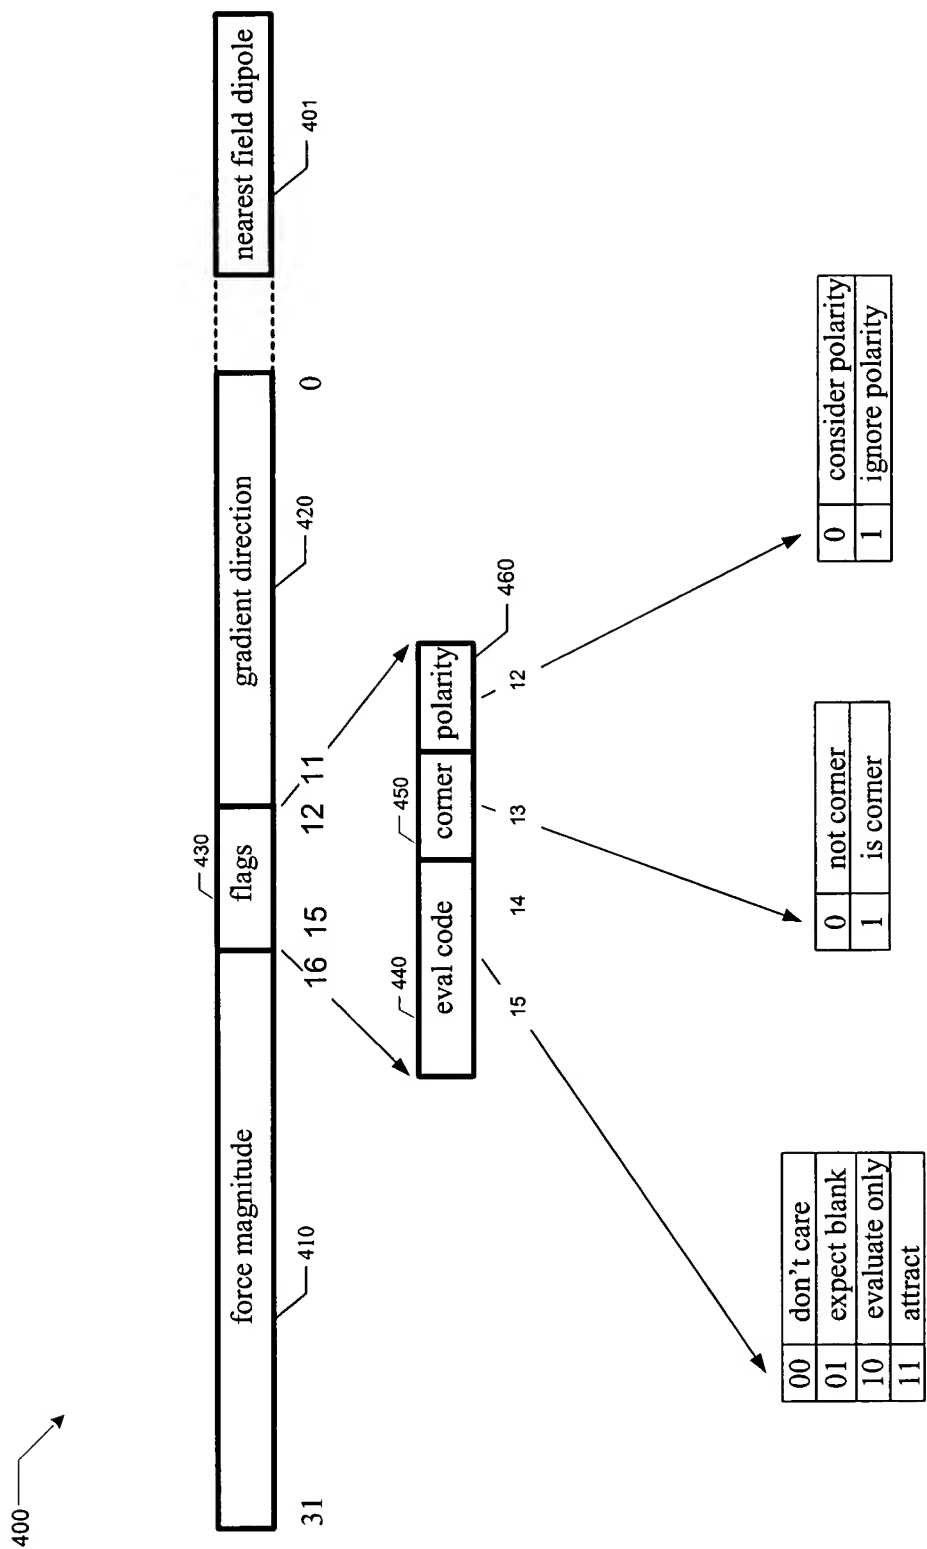 400
force magnitude
flags
gradient direction
nearest field dipole
430
410
420
401
31
16
15
12
11
0
eval code
corner
polarity
440
450
460
15
14
13
12
00 don't care
01 expect blank
10 evaluate only
11 attract
0 not corner
1 is corner
0 consider polarity
1 ignore polarity